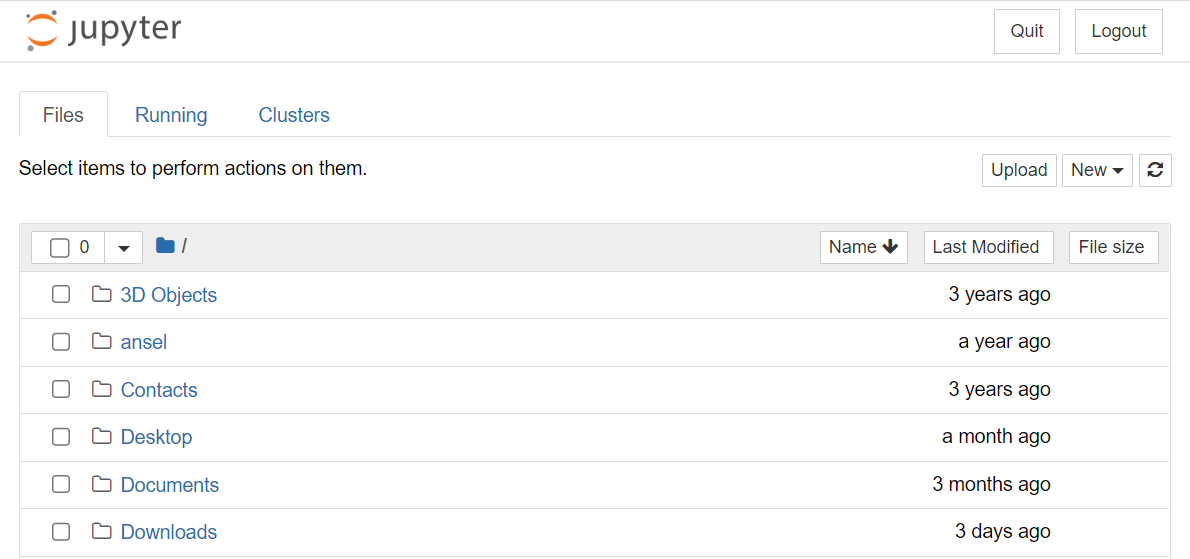 jupyter
Quit Logout
Files Running Clusters
Select items to perform actions on them.
Upload New
0 / Name Last Modified File size
3D Objects 3 years ago
ansel a year ago
Contacts 3 years ago
Desktop a month ago
Documents 3 months ago
Downloads 3 days ago